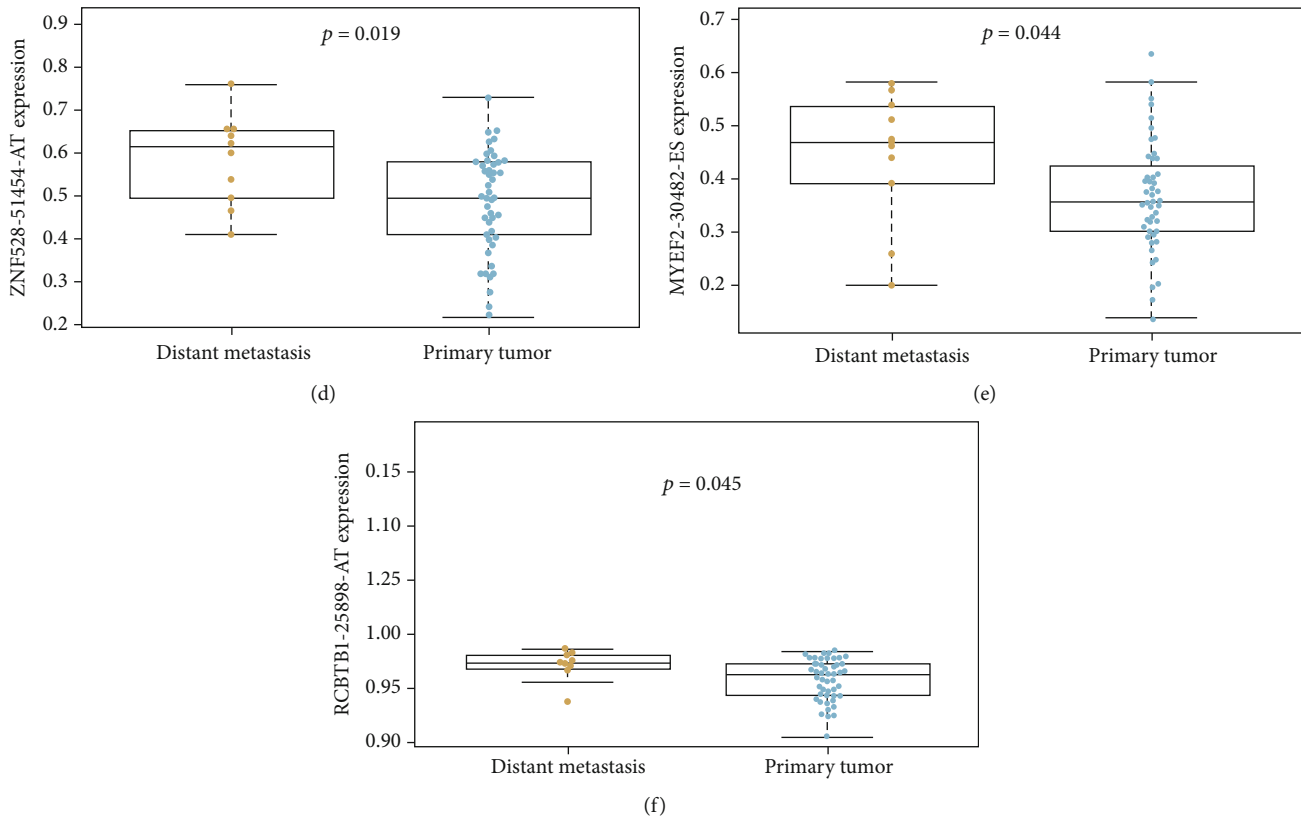 ZNF528-51454-AT expression
0.9
0.8
0.7
0.6
0.5
0.4
0.3
0.2
p = 0.019
Distant metastasis
Primary tumor
(d)
MYEF2-30482-ES expression
0.7
0.6
0.5
0.4
0.3
0.2
p = 0.044
Distant metastasis
Primary tumor
(e)
RCBTB1-25898-AT expression
0.15
1.10
1.25
1.00
0.95
0.90
p = 0.045
Distant metastasis
Primary tumor
(f)